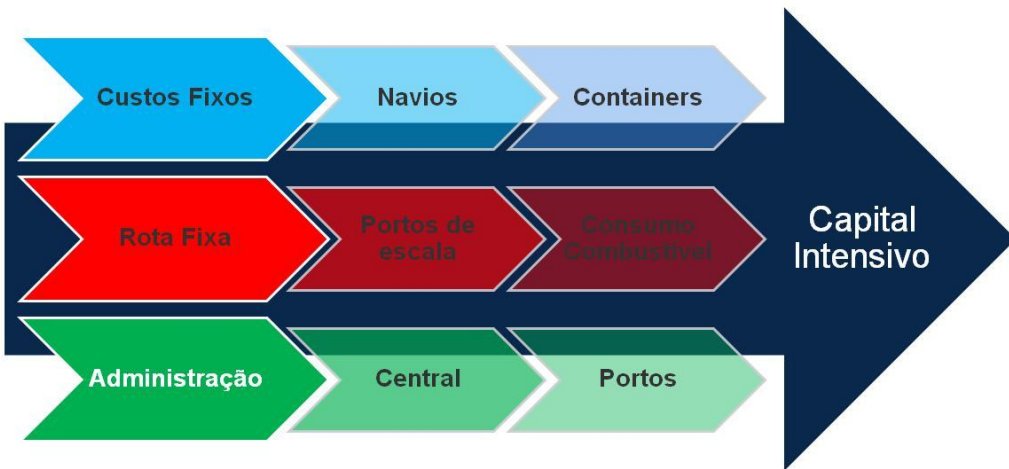 Custos Fixos
Navios
Containers
Rota Fixa
Portos de
escala
Consumo
Combustível
Capital
Intensivo
Administração
Central
Portos